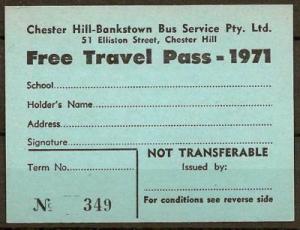 Chester Hill-Bankstown Bus Service Pty. Ltd.
51 Elliston Street, Chester Hill
Free Travel Pass - 1971
School
Holder's Name
Address
Signature
Term No.
NOT TRANSFERABLE
Issued by:
No 349
For conditions see reverse side